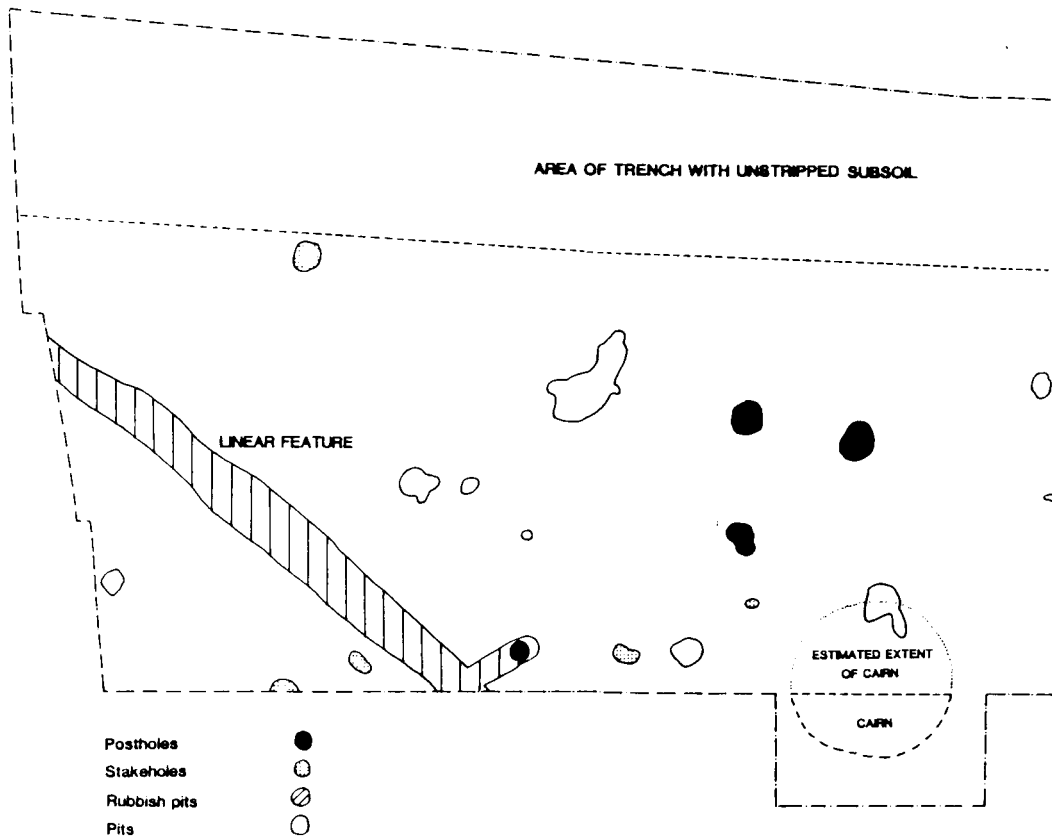 AREA OF TRENCH WITH UNSTRIPPED SUBSOIL
LINEAR FEATURE
ESTIMATED EXTENT
OF CAIRN
CAIRN
Postholes
Stakeholes
Rubbish pits
Pits